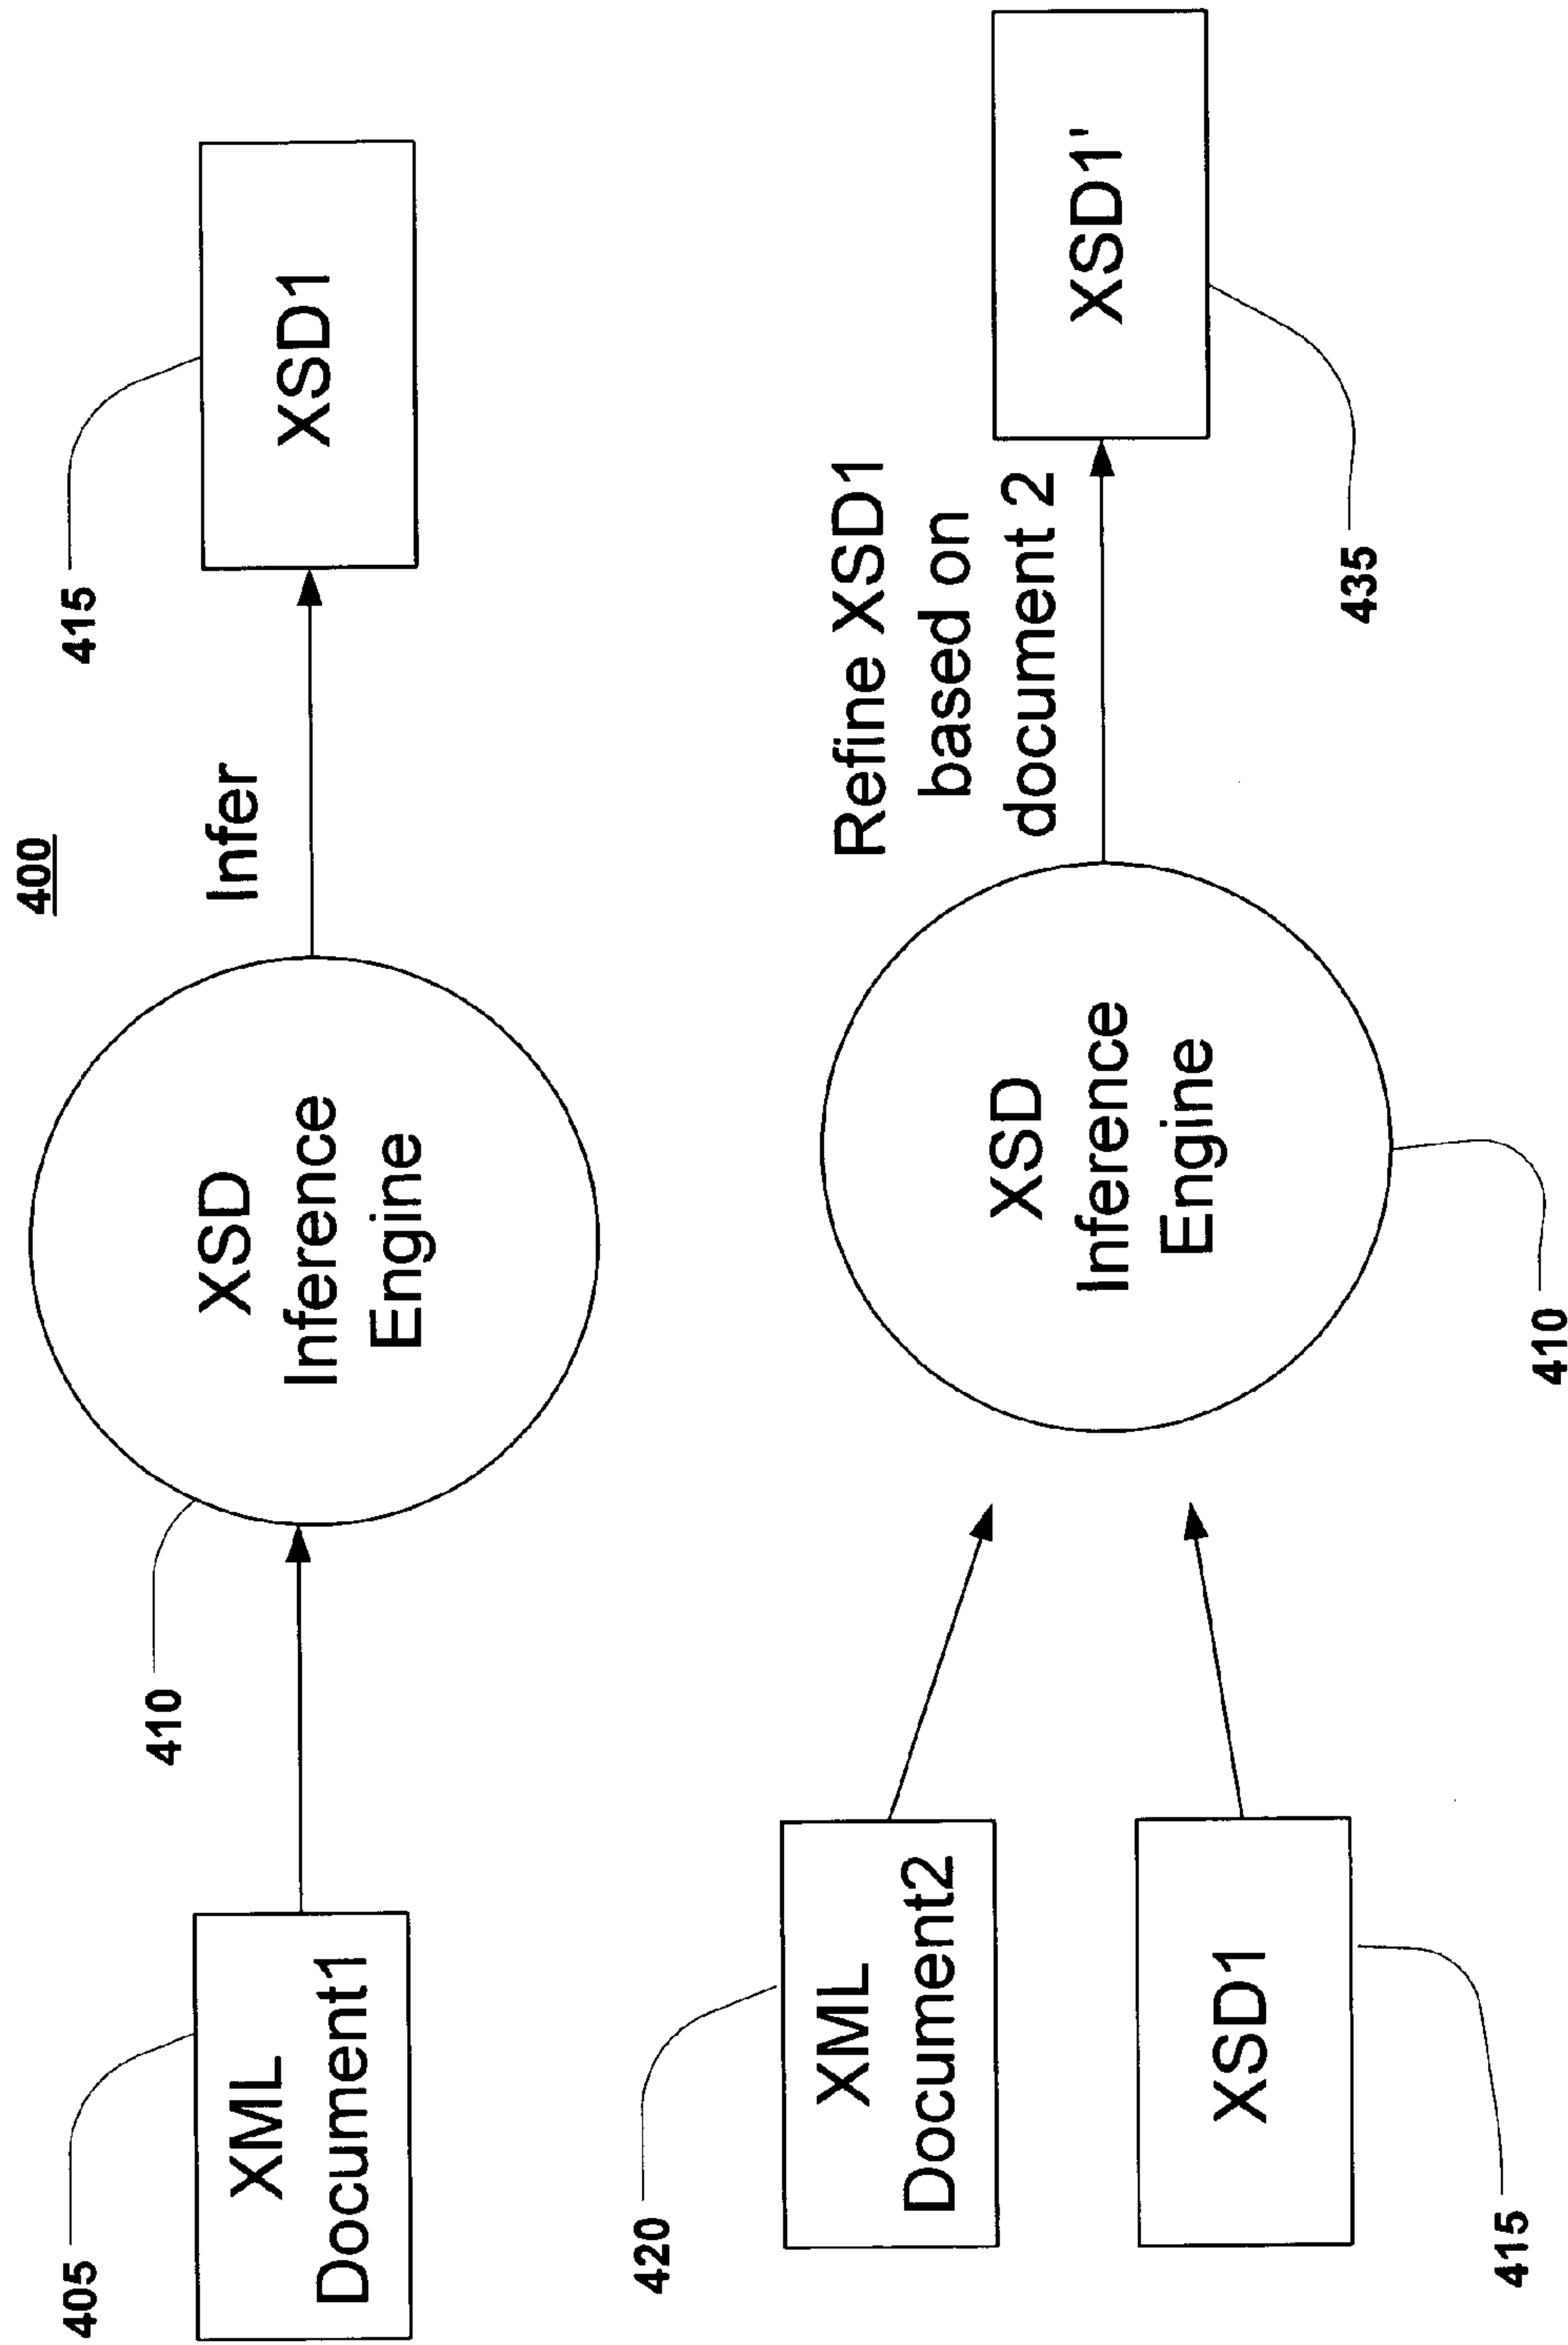 400
405
XML
Document1
410
XSD
Inference
Engine
Infer
415
XSD1
420
XML
Document2
XSD1
415
XSD
Inference
Engine
410
Refine XSD1
based on
document 2
XSD1'
435